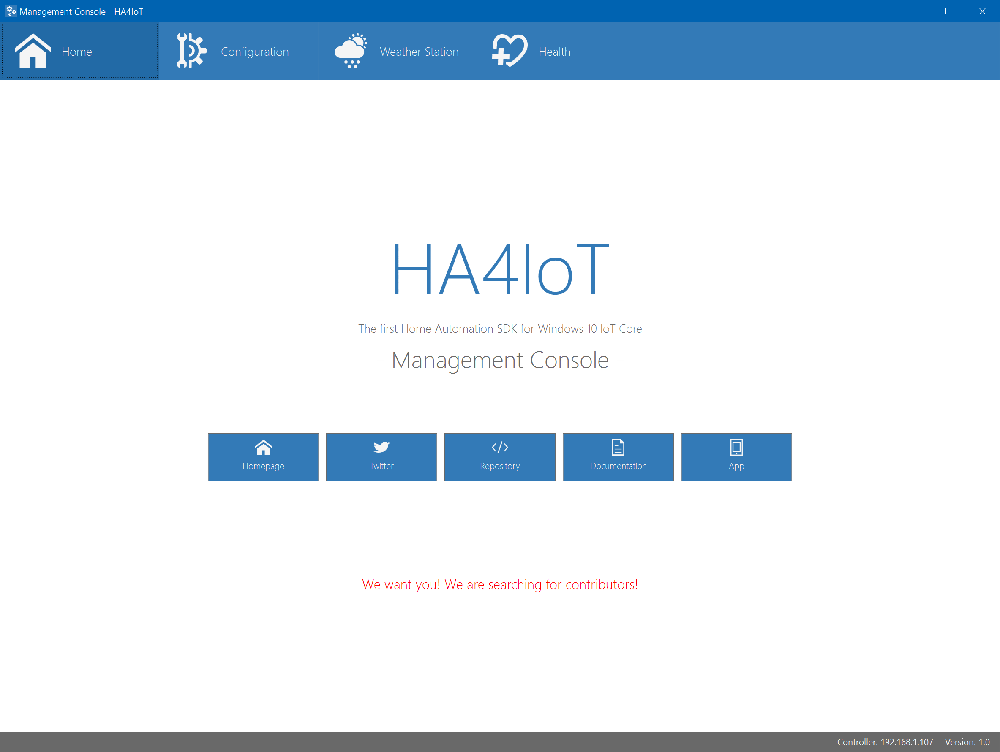 Management Console - HA4IoT
Home
Configuration
Weather Station
Health
HA4IoT
The first Home Automation SDK for Windows 10 IoT Core
- Management Console -
Homepage
Twitter
Repository
Documentation
App
We want you! We are searching for contributors!
Controller: 192.168.1.107 Version: 1.0